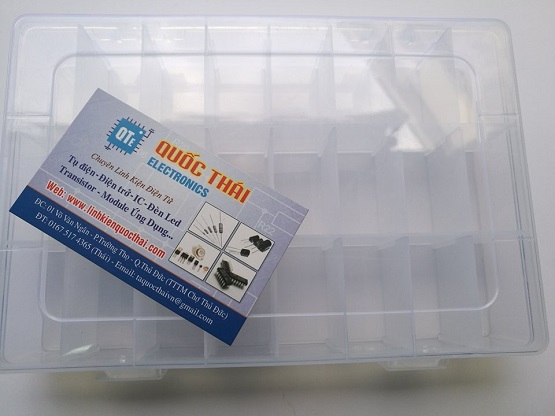 QTE
QUỐC THÁI
ELECTRONICS
Chuyên Linh Kiện Điện Tử
Tụ điện-Điện trở-IC-Đèn Led
Transistor - Module Ứng Dụng...
Web: www.linhkienquocthai.com
ĐC: 01, Võ Văn Ngân - P.Trường Thọ - Q.Thủ Đức (TTTM Chợ Thủ Đức)
ĐT: 0167 517 4365 (Thái) - Email: taquocthaivn@gmail.com